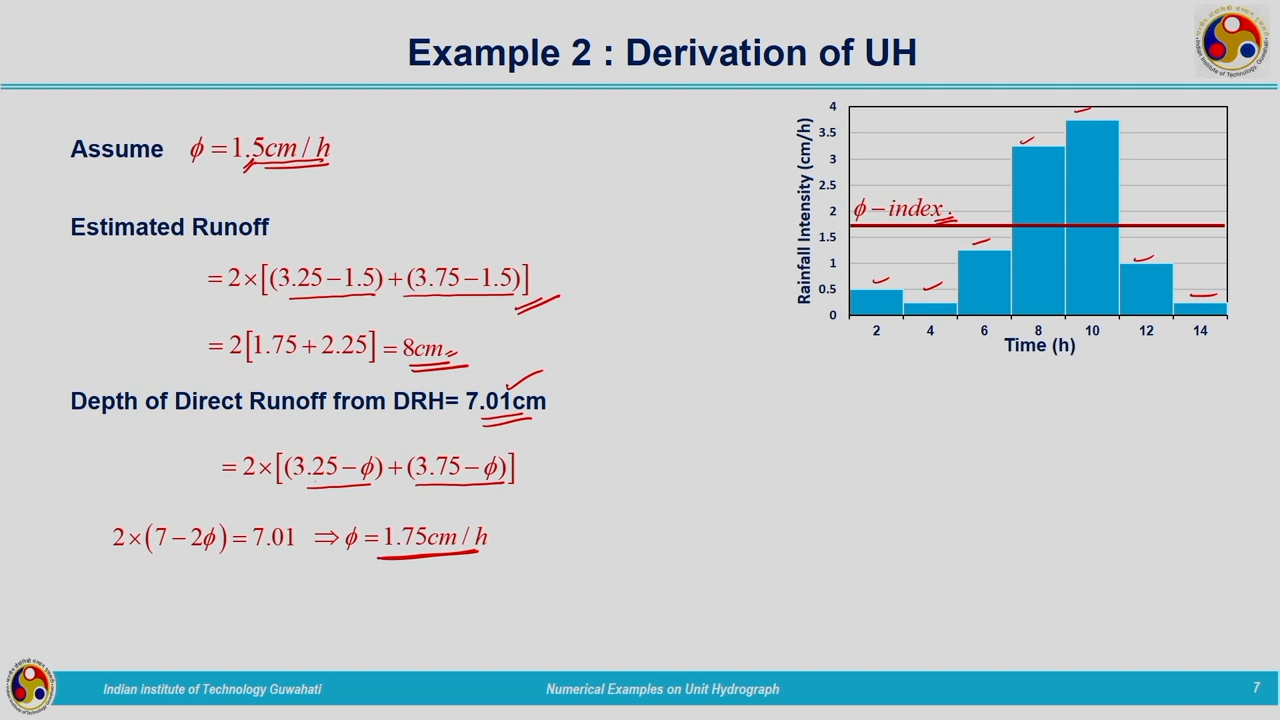 Example 2 : Derivation of UH
Assume ϕ = 1.5cm / h
Estimated Runoff
= 2×[(3.25−1.5)+(3.75−1.5)]
= 2[1.75+2.25] = 8cm
Depth of Direct Runoff from DRH= 7.01cm
= 2×[(3.25−ϕ)+(3.75−ϕ)]
2×(7−2ϕ) = 7.01 ⇒ ϕ = 1.75cm / h
Rainfall Intensity (cm/h)
4
3.5
3
2.5
2
1.5
1
0.5
0
ϕ−index
2 4 6 8 10 12 14
Time (h)
Indian institute of Technology Guwahati
Numerical Examples on Unit Hydrograph
7